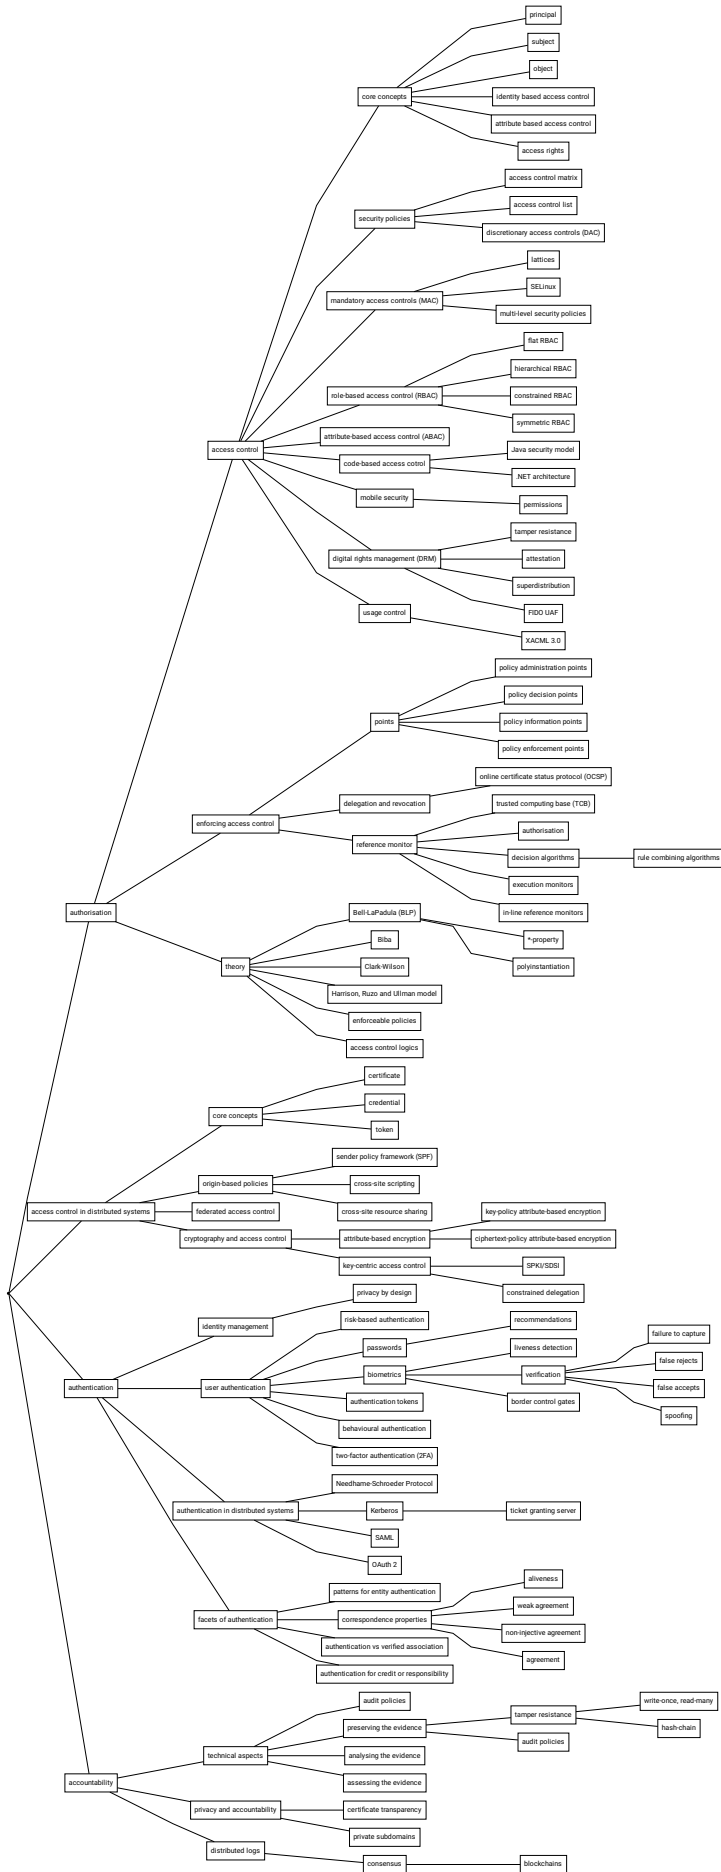 principal
subject
object
core concepts
identity based access control
attribute based access control
access rights
access control matrix
access control list
security policies
discretionary access controls (DAC)
lattices
SELinux
mandatory access controls (MAC)
multi-level security policies
flat RBAC
hierarchical RBAC
role-based access control (RBAC)
constrained RBAC
symmetric RBAC
attribute-based access control (ABAC)
access control
Java security model
code-based access cotrol
.NET architecture
mobile security
permissions
tamper resistance
digital rights management (DRM)
attestation
superdistribution
FIDO UAF
usage control
XACML 3.0
policy administration points
policy decision points
points
policy information points
policy enforcement points
online certificate status protocol (OCSP)
delegation and revocation
trusted computing base (TCB)
enforcing access control
authorisation
reference monitor
decision algorithms
rule combining algorithms
execution monitors
in-line reference monitors
authorisation
Bell-LaPadula (BLP)
*-property
Biba
polyinstantiation
theory
Clark-Wilson
Harrison, Ruzo and Ullman model
enforceable policies
access control logics
certificate
credential
core concepts
token
sender policy framework (SPF)
origin-based policies
cross-site scripting
access control in distributed systems
federated access control
cross-site resource sharing
key-policy attribute-based encryption
cryptography and access control
attribute-based encryption
ciphertext-policy attribute-based encryption
key-centric access control
SPKI/SDSI
constrained delegation
privacy by design
identity management
risk-based authentication
recommendations
failure to capture
passwords
liveness detection
false rejects
biometrics
verification
authentication
user authentication
false accepts
authentication tokens
border control gates
spoofing
behavioural authentication
two-factor authentication (2FA)
Needhame-Schroeder Protocol
authentication in distributed systems
Kerberos
ticket granting server
SAML
OAuth 2
aliveness
patterns for entity authentication
weak agreement
facets of authentication
correspondence properties
non-injective agreement
authentication vs verified association
agreement
authentication for credit or responsibility
audit policies
write-once, read-many
preserving the evidence
tamper resistance
hash-chain
audit policies
technical aspects
analysing the evidence
assessing the evidence
accountability
privacy and accountability
certificate transparency
private subdomains
distributed logs
consensus
blockchains